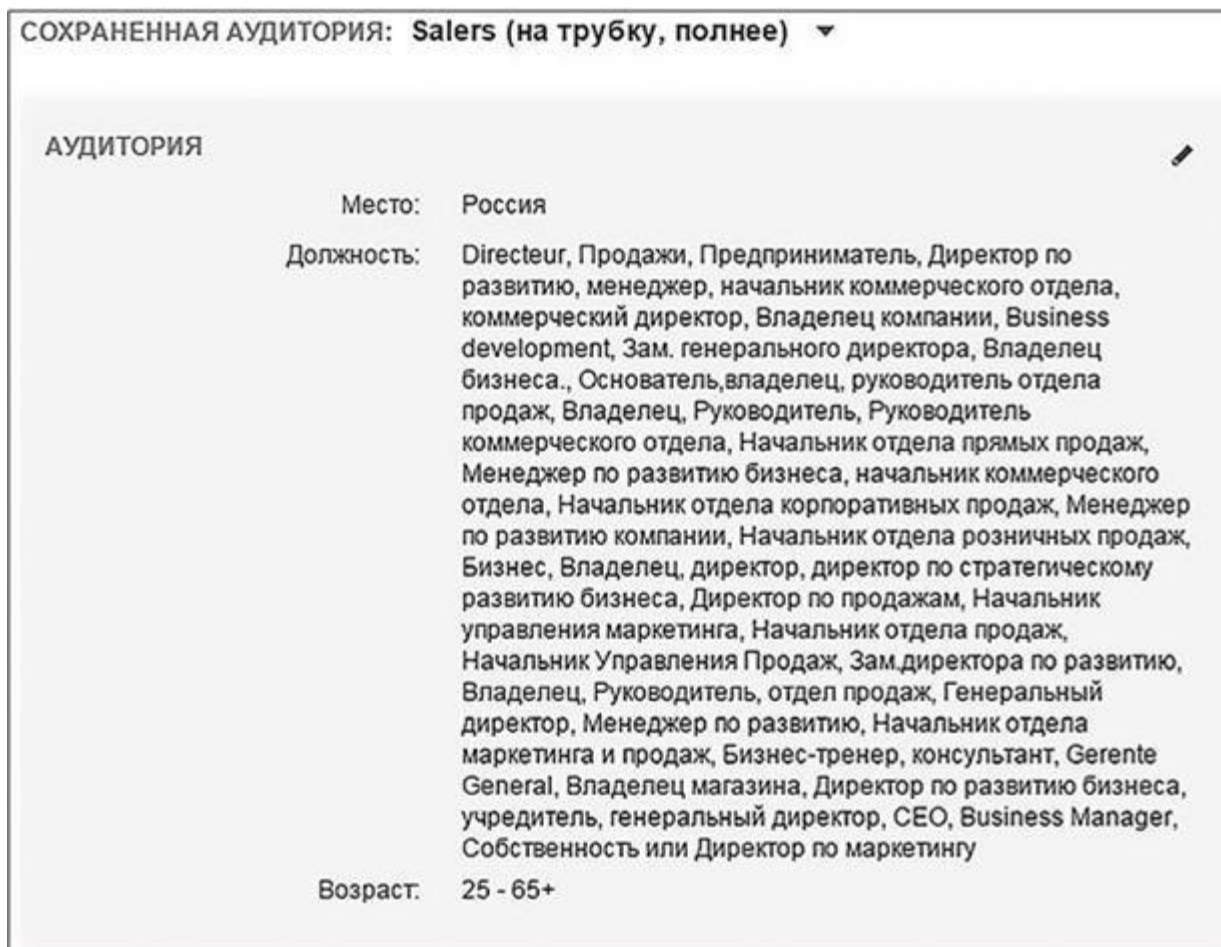 СОХРАНЕННАЯ АУДИТОРИЯ: Salers (на трубку, полнее)
АУДИТОРИЯ
Место: Россия
Должность: Directeur, Продажи, Предприниматель, Директор по
развитию, менеджер, начальник коммерческого отдела,
коммерческий директор, Владелец компании, Business
development, Зам. генерального директора, Владелец
бизнеса., Основатель,владелец, руководитель отдела
продаж, Владелец, Руководитель, Руководитель
коммерческого отдела, Начальник отдела прямых продаж,
Менеджер по развитию бизнеса, начальник коммерческого
отдела, Начальник отдела корпоративных продаж, Менеджер
по развитию компании, Начальник отдела розничных продаж,
Бизнес, Владелец, директор, директор по стратегическому
развитию бизнеса, Директор по продажам, Начальник
управления маркетинга, Начальник отдела продаж,
Начальник Управления Продаж, Зам.директора по развитию,
Владелец, Руководитель, отдел продаж, Генеральный
директор, Менеджер по развитию, Начальник отдела
маркетинга и продаж, Бизнес-тренер, консультант, Gerente
General, Владелец магазина, Директор по развитию бизнеса,
учредитель, генеральный директор, CEO, Business Manager,
Собственность или Директор по маркетингу
Возраст: 25 - 65+